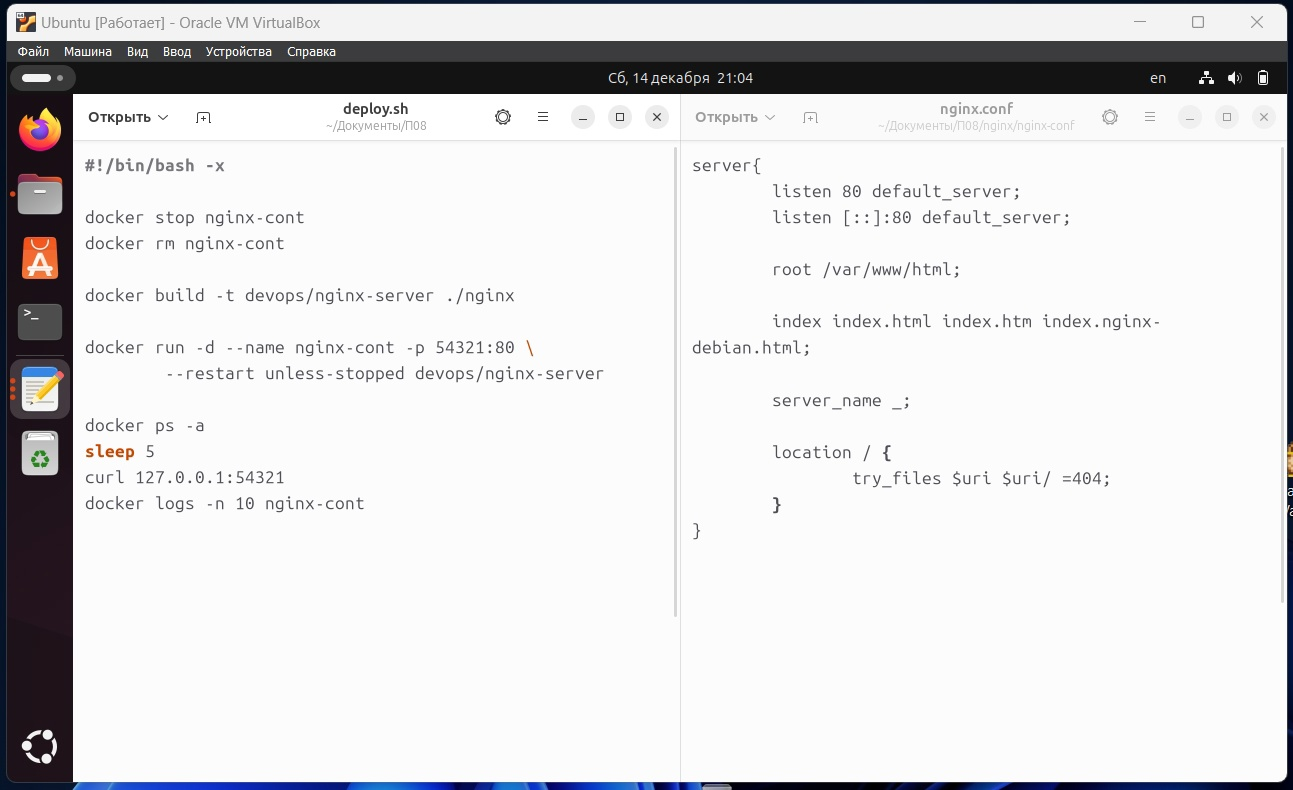 Ubuntu [Работает] - Oracle VM VirtualBox
Файл Машина Вид Ввод Устройства Справка
Сб, 14 декабря 21:04
en
Открыть
deploy.sh
~/Документы/П08
#!/bin/bash -x
docker stop nginx-cont
docker rm nginx-cont
docker build -t devops/nginx-server ./nginx
docker run -d --name nginx-cont -p 54321:80 \
--restart unless-stopped devops/nginx-server
docker ps -a
sleep 5
curl 127.0.0.1:54321
docker logs -n 10 nginx-cont
Открыть
nginx.conf
~/Документы/П08/nginx/nginx-conf
server{
listen 80 default_server;
listen [::]:80 default_server;
root /var/www/html;
index index.html index.htm index.nginx-
debian.html;
server_name _;
location / {
try_files $uri $uri/ =404;
}
}